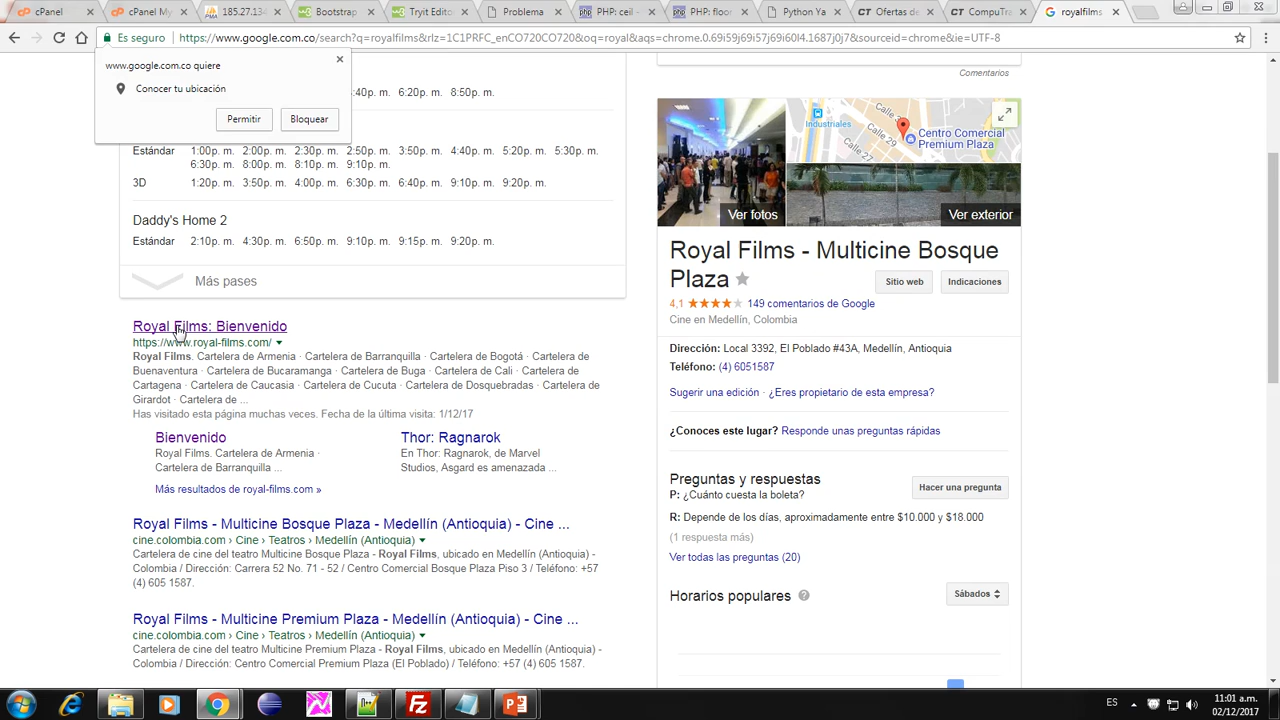 cPanel
cPanel My
185.27.134
Bootstrap
Tryit Edito
Problema
PHP: ceil -
PHP: floor
Python Ya
Ofertas d
CompuTra
royalfilms
Es seguro
https://www.google.com.co/search?q=royalfilms&rlz=1C1PRFC_enCO720CO720&oq=royal&aqs=chrome.0.69i59j69i57j69i60l4.1687j0j7&sourceid=chrome&ie=UTF-8
www.google.com.co quiere
Conocer tu ubicación
Permitir
Bloquear
:40p. m. 6:20p. m. 8:50p. m.
Estándar 1:00p. m. 2:00p. m. 2:30p. m. 2:50p. m. 3:50p. m. 4:40p. m. 5:20p. m. 5:30p. m.
6:30p. m. 8:00p. m. 8:10p. m. 9:10p. m.
3D 1:20p. m. 3:50p. m. 4:00p. m. 6:30p. m. 6:40p. m. 9:10p. m. 9:20p. m.
Daddy's Home 2
Estándar 2:10p. m. 4:30p. m. 6:50p. m. 9:10p. m. 9:15p. m. 9:20p. m.
Más pases
Royal Films: Bienvenido
https://www.royal-films.com/
Royal Films. Cartelera de Armenia · Cartelera de Barranquilla · Cartelera de Bogotá · Cartelera de
Buenaventura · Cartelera de Bucaramanga · Cartelera de Buga · Cartelera de Cali · Cartelera de
Cartagena · Cartelera de Caucasia · Cartelera de Cucuta · Cartelera de Dosquebradas · Cartelera de
Girardot · Cartelera de ...
Has visitado esta página muchas veces. Fecha de la última visita: 1/12/17
Bienvenido
Royal Films. Cartelera de Armenia ·
Cartelera de Barranquilla ...
Thor: Ragnarok
En Thor: Ragnarok, de Marvel
Studios, Asgard es amenazada ...
Más resultados de royal-films.com »
Royal Films - Multicine Bosque Plaza - Medellín (Antioquia) - Cine ...
cine.colombia.com › Cine › Teatros › Medellín (Antioquia)
Cartelera de cine del teatro Multicine Bosque Plaza - Royal Films, ubicado en Medellín (Antioquia) -
Colombia / Dirección: Carrera 52 No. 71 - 52 / Centro Comercial Bosque Plaza Piso 3 / Teléfono: +57
(4) 605 1587.
Royal Films - Multicine Premium Plaza - Medellín (Antioquia) - Cine ...
cine.colombia.com › Cine › Teatros › Medellín (Antioquia)
Cartelera de cine del teatro Multicine Premium Plaza - Royal Films, ubicado en Medellín (Antioquia) -
Colombia / Dirección: Centro Comercial Premium Plaza (El Poblado) / Teléfono: +57 (4) 605 1587.
Comentarios
Industriales
Calle 29
Calle 27
Centro Comercial
Premium Plaza
Ver fotos
Ver exterior
Royal Films - Multicine Bosque
Plaza
Sitio web
Indicaciones
4,1 149 comentarios de Google
Cine en Medellín, Colombia
Dirección: Local 3392, El Poblado #43A, Medellín, Antioquia
Teléfono: (4) 6051587
Sugerir una edición · ¿Eres propietario de esta empresa?
¿Conoces este lugar? Responde unas preguntas rápidas
Preguntas y respuestas
Hacer una pregunta
P: ¿Cuánto cuesta la boleta?
R: Depende de los días, aproximadamente entre $10.000 y $18.000
(1 respuesta más)
Ver todas las preguntas (20)
Horarios populares
Sábados
ES
11:01 a.m.
02/12/2017